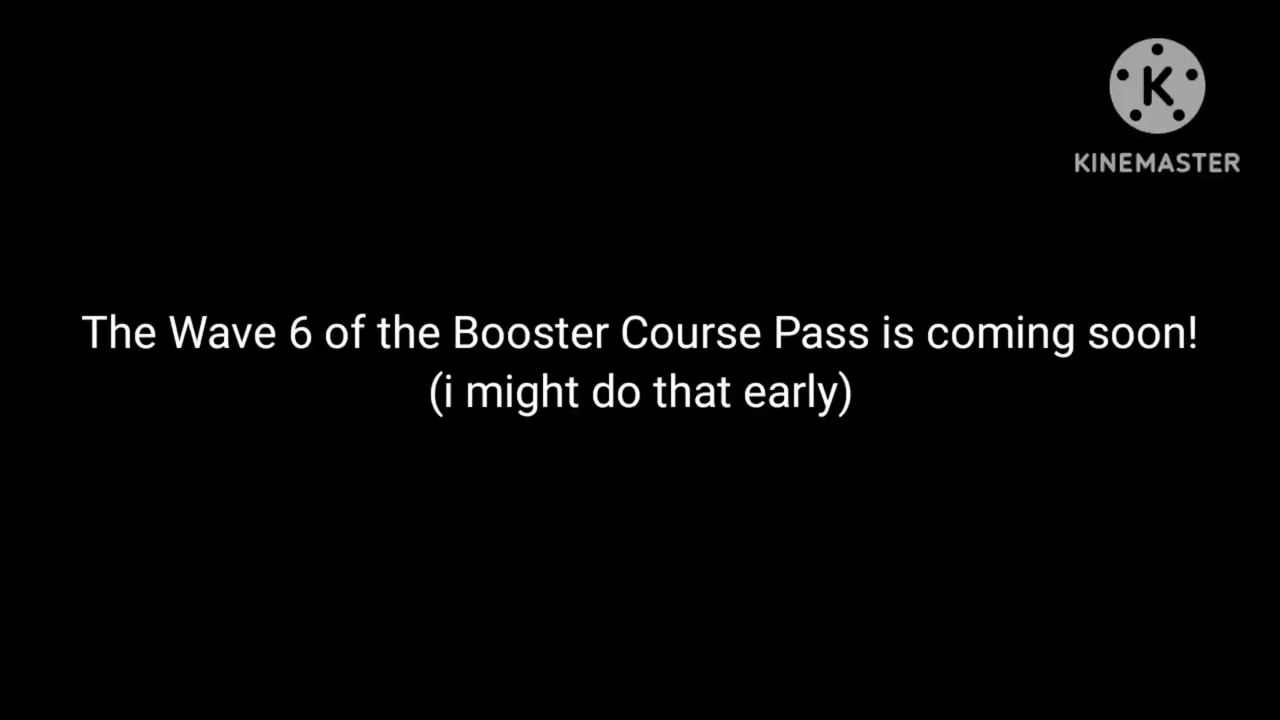 K
KINEMASTER
The Wave 6 of the Booster Course Pass is coming soon!
(i might do that early)